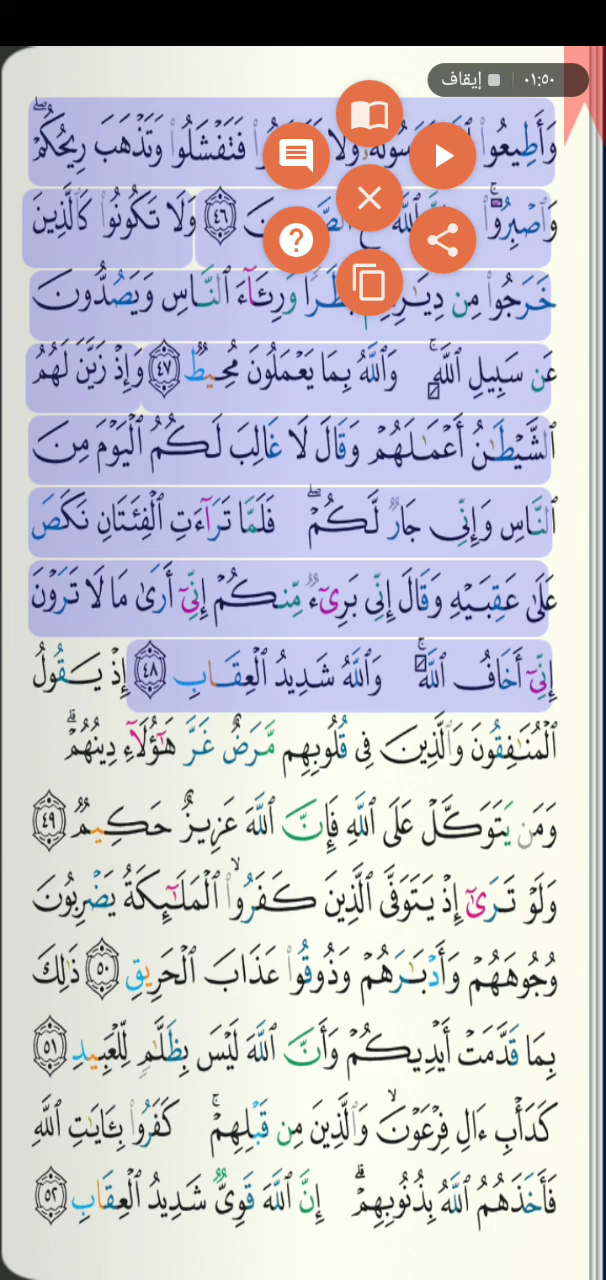 ٠١:٥٠ إيقاف
وَأَطِيعُوا۟ وَلَا فَتَفْشَلُوا۟ وَتَذْهَبَ رِيحُكُمْ ۖ
وَٱصْبِرُوٓا۟ ۚ ٱللَّهَ ٤٦ وَلَا تَكُونُوا۟ كَٱلَّذِينَ
خَرَجُوا۟ مِن وَرِئَآءَ ٱلنَّاسِ وَيَصُدُّونَ
عَن سَبِيلِ ٱللَّهِ ۚ وَٱللَّهُ بِمَا يَعْمَلُونَ مُحِيطٌ ٤٧ وَإِذْ زَيَّنَ لَهُمُ
ٱلشَّيْطَٰنُ أَعْمَٰلَهُمْ وَقَالَ لَا غَالِبَ لَكُمُ ٱلْيَوْمَ مِنَ
ٱلنَّاسِ وَإِنِّى جَارٌ لَّكُمْ ۖ فَلَمَّا تَرَآءَتِ ٱلْفِئَتَانِ نَكَصَ
عَلَىٰ عَقِبَيْهِ وَقَالَ إِنِّى بَرِىٓءٌ مِّنكُمْ إِنِّىٓ أَرَىٰ مَا لَا تَرَوْنَ
إِنِّىٓ أَخَافُ ٱللَّهَ ۚ وَٱللَّهُ شَدِيدُ ٱلْعِقَابِ ٤٨ إِذْ يَقُولُ
ٱلْمُنَٰفِقُونَ وَٱلَّذِينَ فِى قُلُوبِهِم مَّرَضٌ غَرَّ هَٰٓؤُلَآءِ دِينُهُمْ ۗ
وَمَن يَتَوَكَّلْ عَلَى ٱللَّهِ فَإِنَّ ٱللَّهَ عَزِيزٌ حَكِيمٌ ٤٩
وَلَوْ تَرَىٰٓ إِذْ يَتَوَفَّى ٱلَّذِينَ كَفَرُوا۟ ۙ ٱلْمَلَٰٓئِكَةُ يَضْرِبُونَ
وُجُوهَهُمْ وَأَدْبَٰرَهُمْ وَذُوقُوا۟ عَذَابَ ٱلْحَرِيقِ ٥٠ ذَٰلِكَ
بِمَا قَدَّمَتْ أَيْدِيكُمْ وَأَنَّ ٱللَّهَ لَيْسَ بِظَلَّٰمٍ لِّلْعَبِيدِ ٥١
كَدَأْبِ ءَالِ فِرْعَوْنَ ۙ وَٱلَّذِينَ مِن قَبْلِهِمْ ۚ كَفَرُوا۟ بِـَٔايَٰتِ ٱللَّهِ
فَأَخَذَهُمُ ٱللَّهُ بِذُنُوبِهِمْ ۗ إِنَّ ٱللَّهَ قَوِىٌّ شَدِيدُ ٱلْعِقَابِ ٥٢